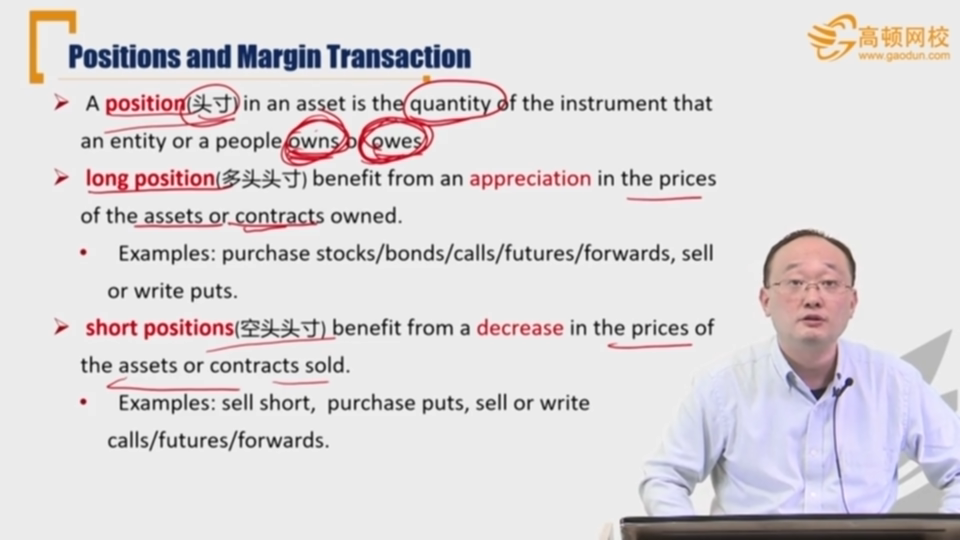 Positions and Margin Transaction
高顿网校
www.gaodun.com
➢ A position(头寸) in an asset is the quantity of the instrument that
an entity or a people owns or owes
➢ long position(多头头寸) benefit from an appreciation in the prices
of the assets or contracts owned.
• Examples: purchase stocks/bonds/calls/futures/forwards, sell
or write puts.
➢ short positions(空头头寸) benefit from a decrease in the prices of
the assets or contracts sold.
• Examples: sell short, purchase puts, sell or write
calls/futures/forwards.